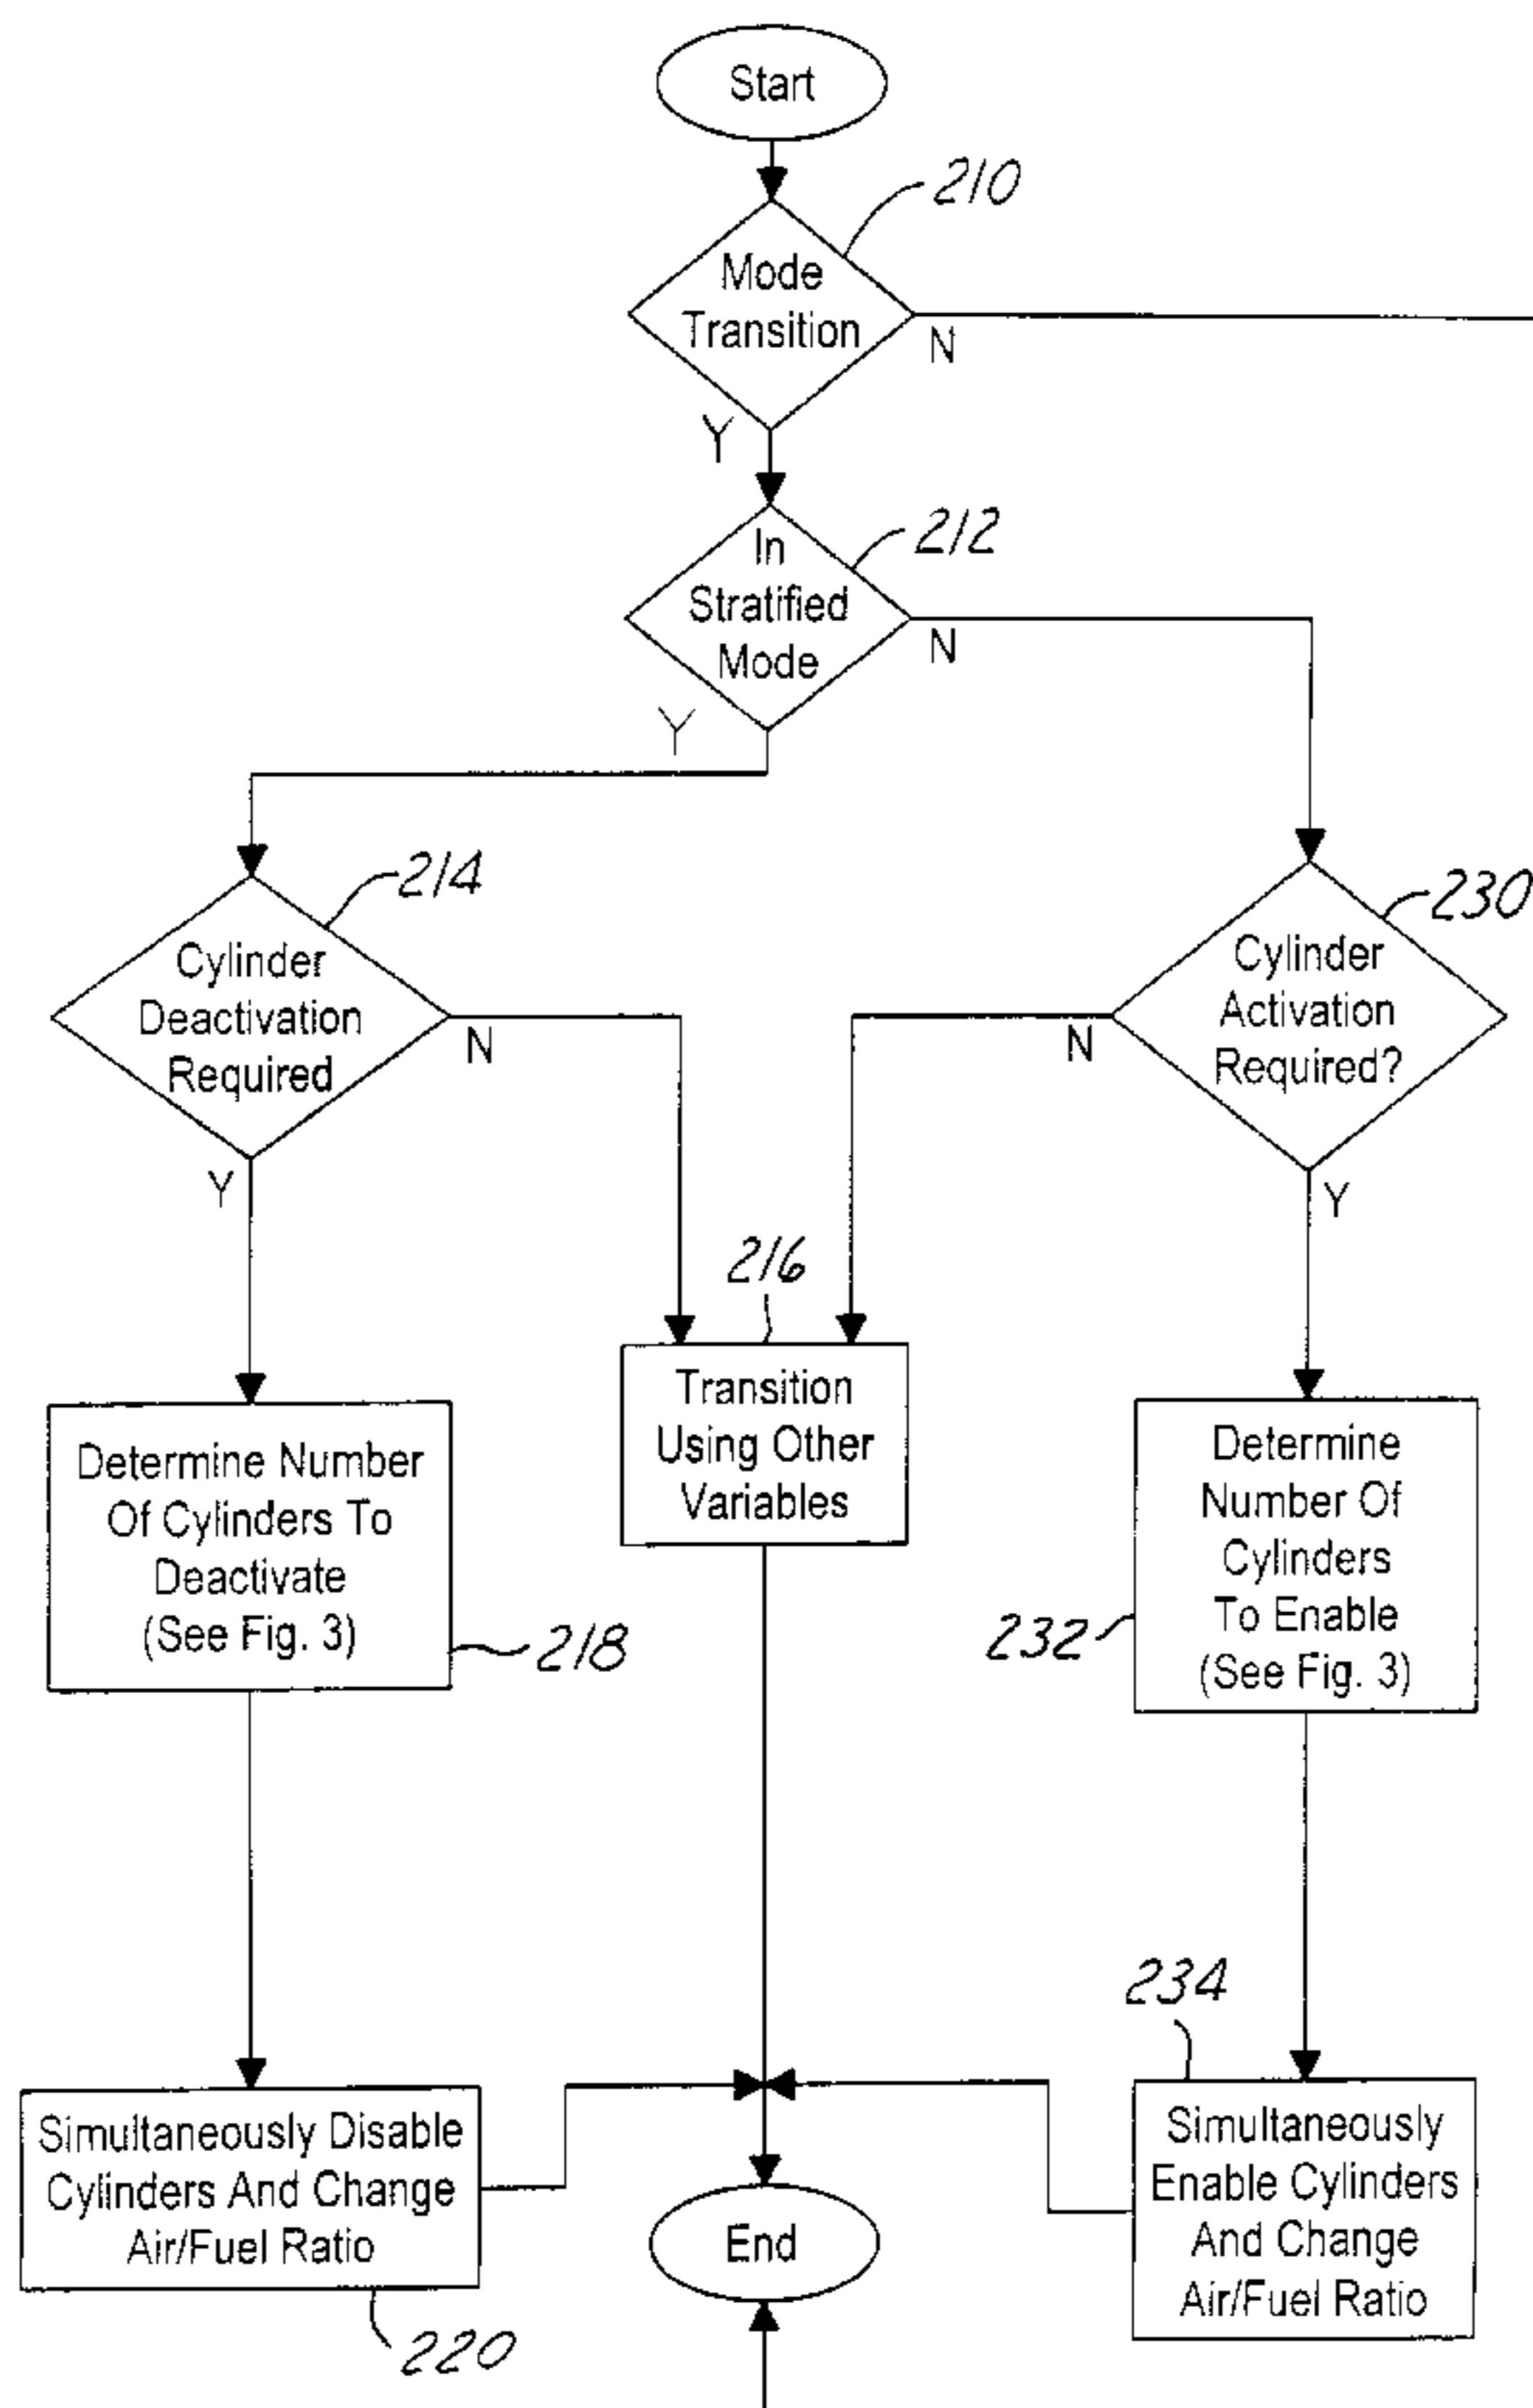 Start
210
Mode
Transition
N
Y
212
In
Stratified
Mode
N
Y
214
Cylinder
Deactivation
Required
N
Y
230
Cylinder
Activation
Required?
N
Y
216
Transition
Using Other
Variables
Determine Number
Of Cylinders To
Deactivate
(See Fig. 3)
218
Determine
Number Of
Cylinders
To Enable
(See Fig. 3)
232
234
Simultaneously Disable
Cylinders And Change
Air/Fuel Ratio
220
End
Simultaneously
Enable Cylinders
And Change
Air/Fuel Ratio